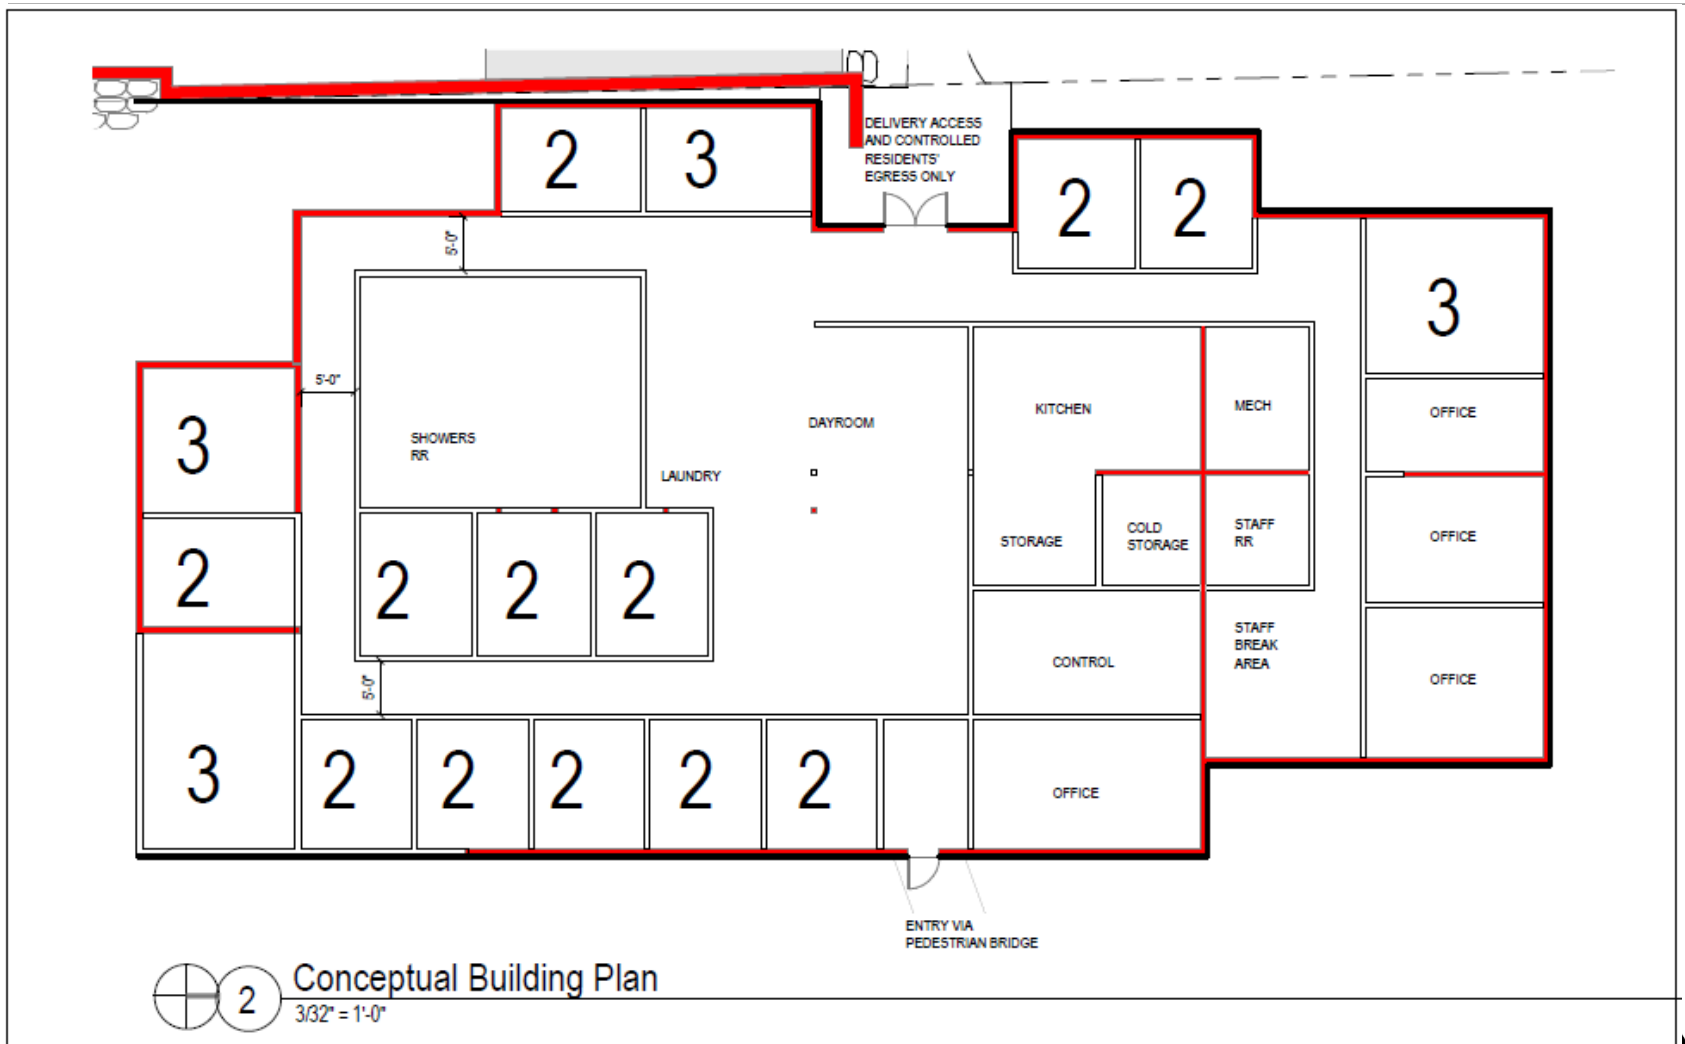 DELIVERY ACCESS
AND CONTROLLED
RESIDENTS'
EGRESS ONLY
2
3
2
2
5'-0"
3
5'-0"
3
SHOWERS
RR
LAUNDRY
DAYROOM
KITCHEN
MECH
OFFICE
2
2
2
2
STORAGE
COLD
STORAGE
STAFF
RR
OFFICE
5'-0"
CONTROL
STAFF
BREAK
AREA
OFFICE
3
2
2
2
2
2
OFFICE
ENTRY VIA
PEDESTRIAN BRIDGE
2
Conceptual Building Plan
3/32" = 1'-0"